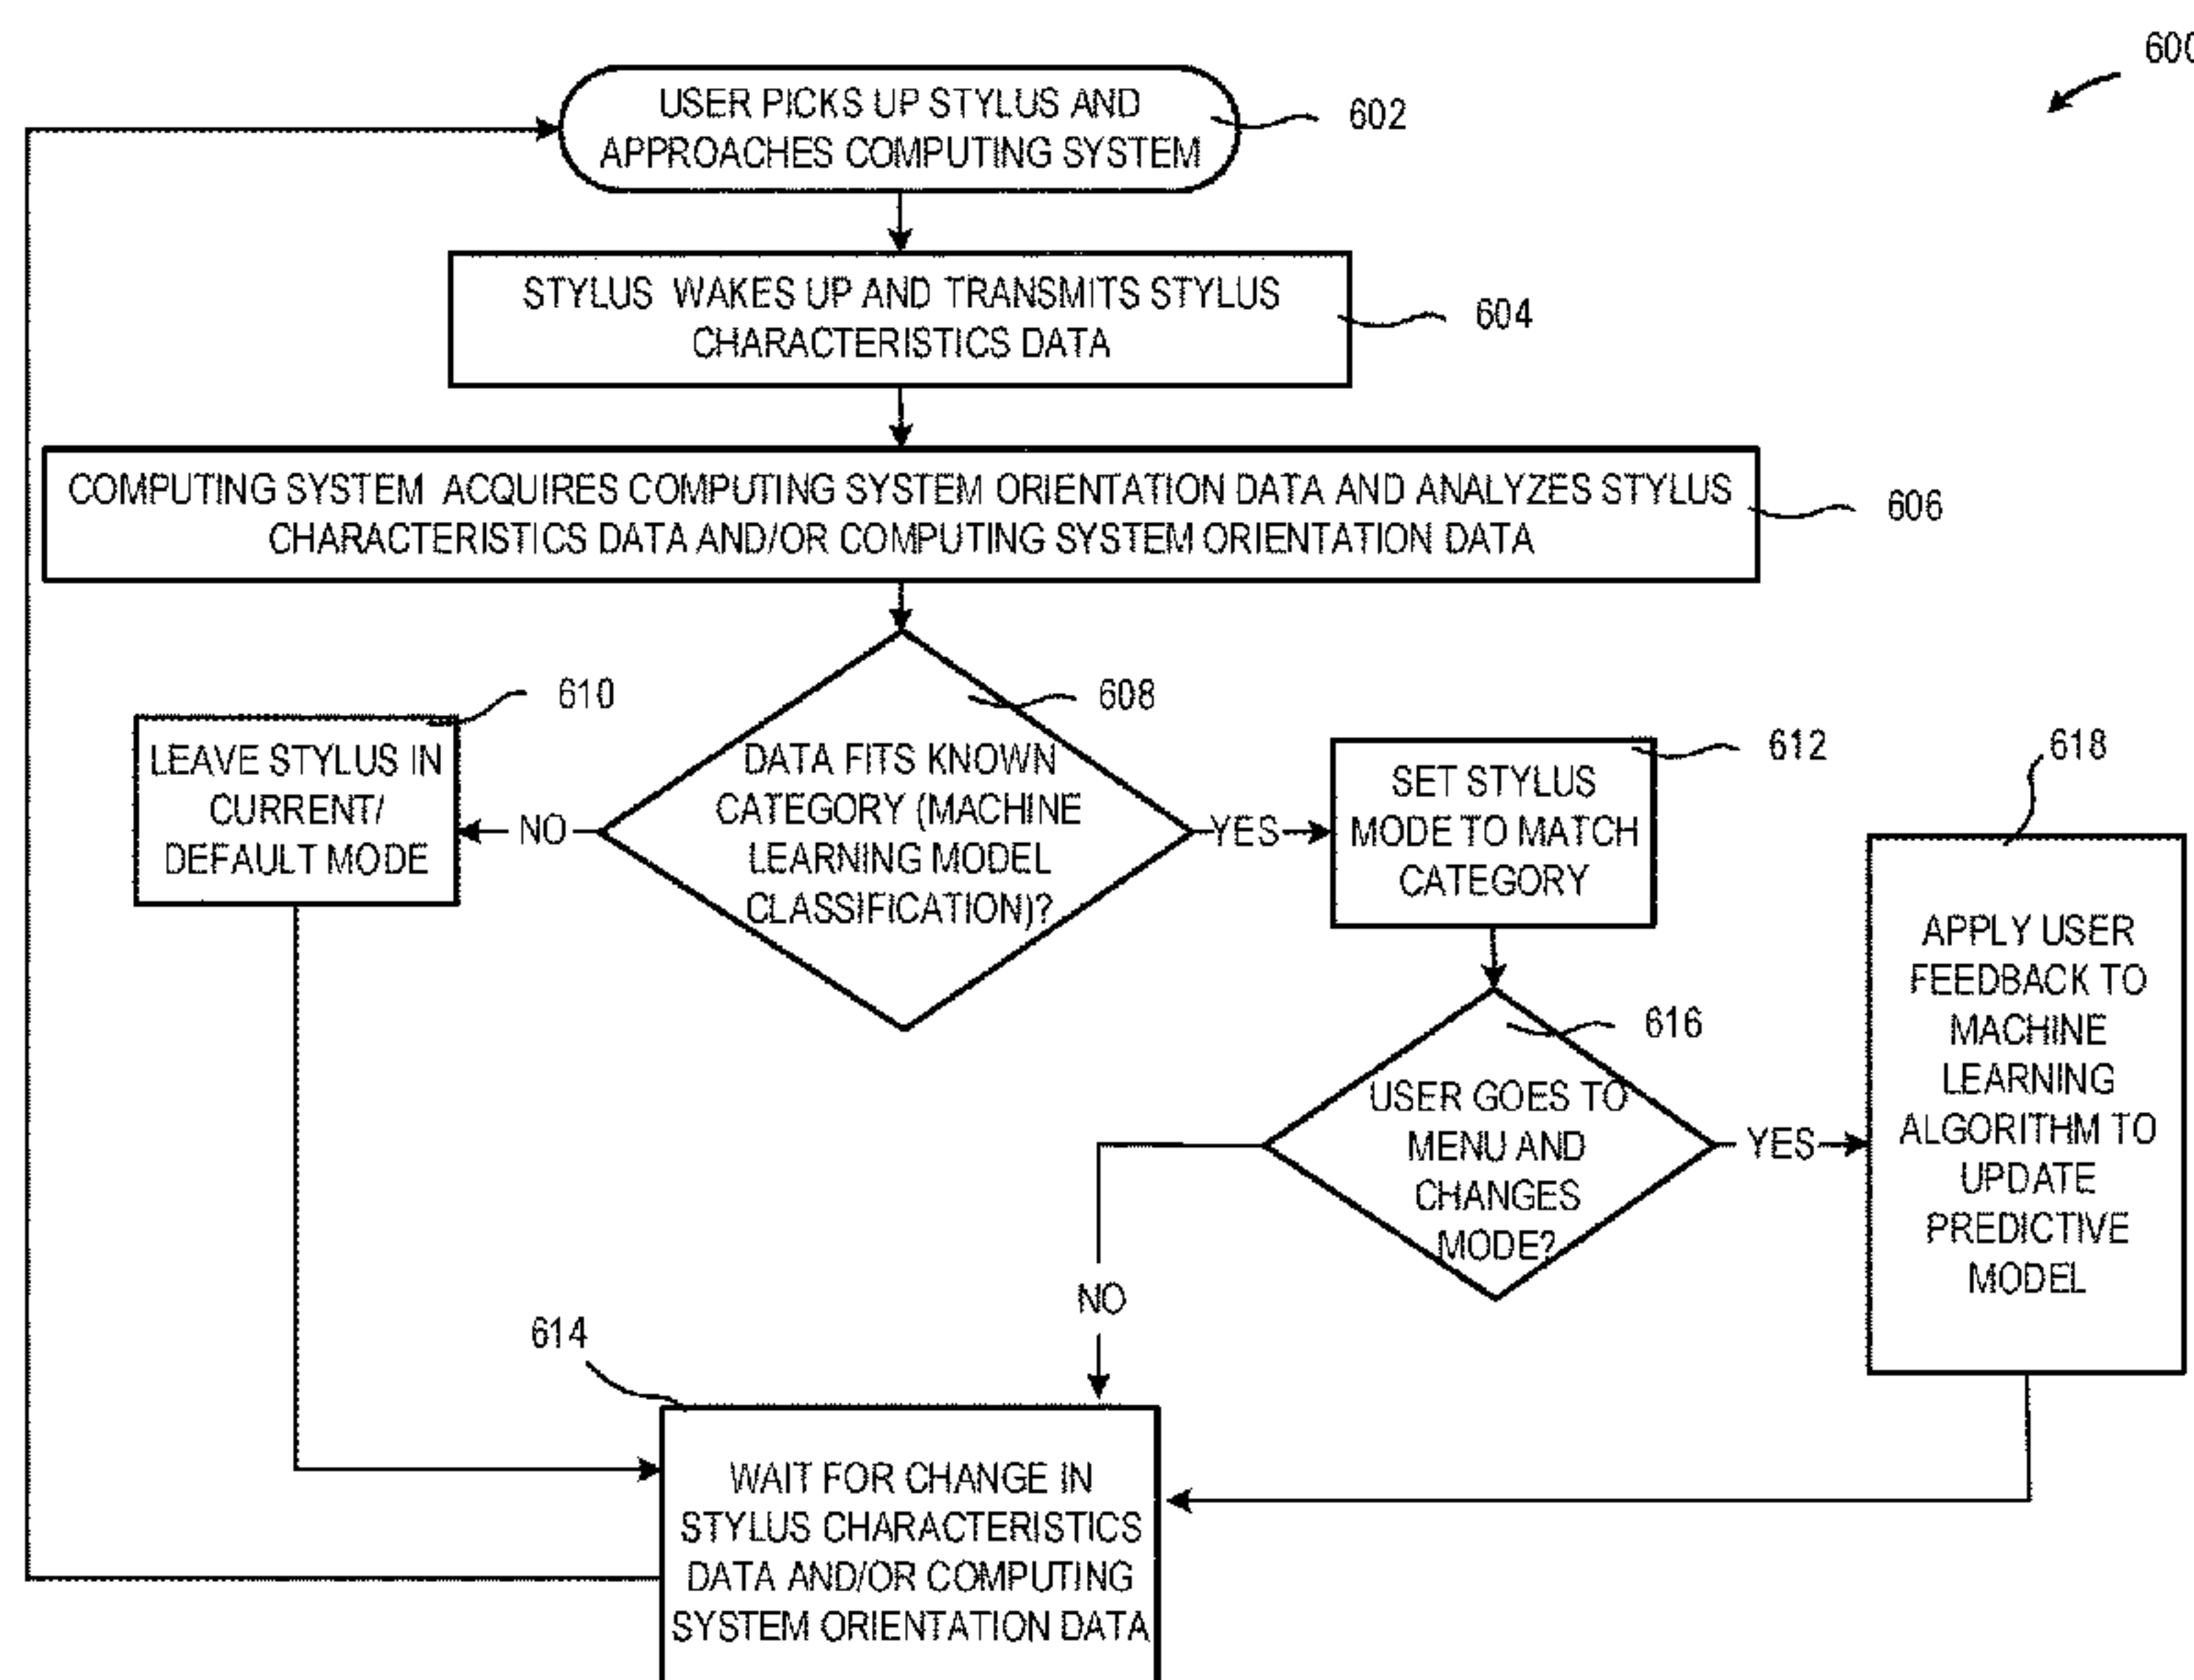 600
USER PICKS UP STYLUS AND
APPROACHES COMPUTING SYSTEM
602
STYLUS WAKES UP AND TRANSMITS STYLUS
CHARACTERISTICS DATA
604
COMPUTING SYSTEM ACQUIRES COMPUTING SYSTEM ORIENTATION DATA AND ANALYZES STYLUS
CHARACTERISTICS DATA AND/OR COMPUTING SYSTEM ORIENTATION DATA
606
610
LEAVE STYLUS IN
CURRENT/
DEFAULT MODE
NO
608
DATA FITS KNOWN
CATEGORY (MACHINE
LEARNING MODEL
CLASSIFICATION)?
YES
612
SET STYLUS
MODE TO MATCH
CATEGORY
616
USER GOES TO
MENU AND
CHANGES
MODE?
YES
618
APPLY USER
FEEDBACK TO
MACHINE
LEARNING
ALGORITHM TO
UPDATE
PREDICTIVE
MODEL
NO
614
WAIT FOR CHANGE IN
STYLUS CHARACTERISTICS
DATA AND/OR COMPUTING
SYSTEM ORIENTATION DATA